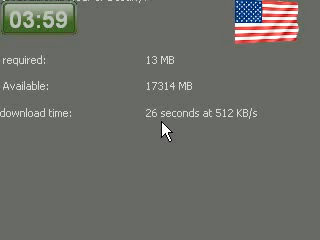 03:59
required: 13 MB
Available: 17314 MB
download time: 26 seconds at 512 KB/s